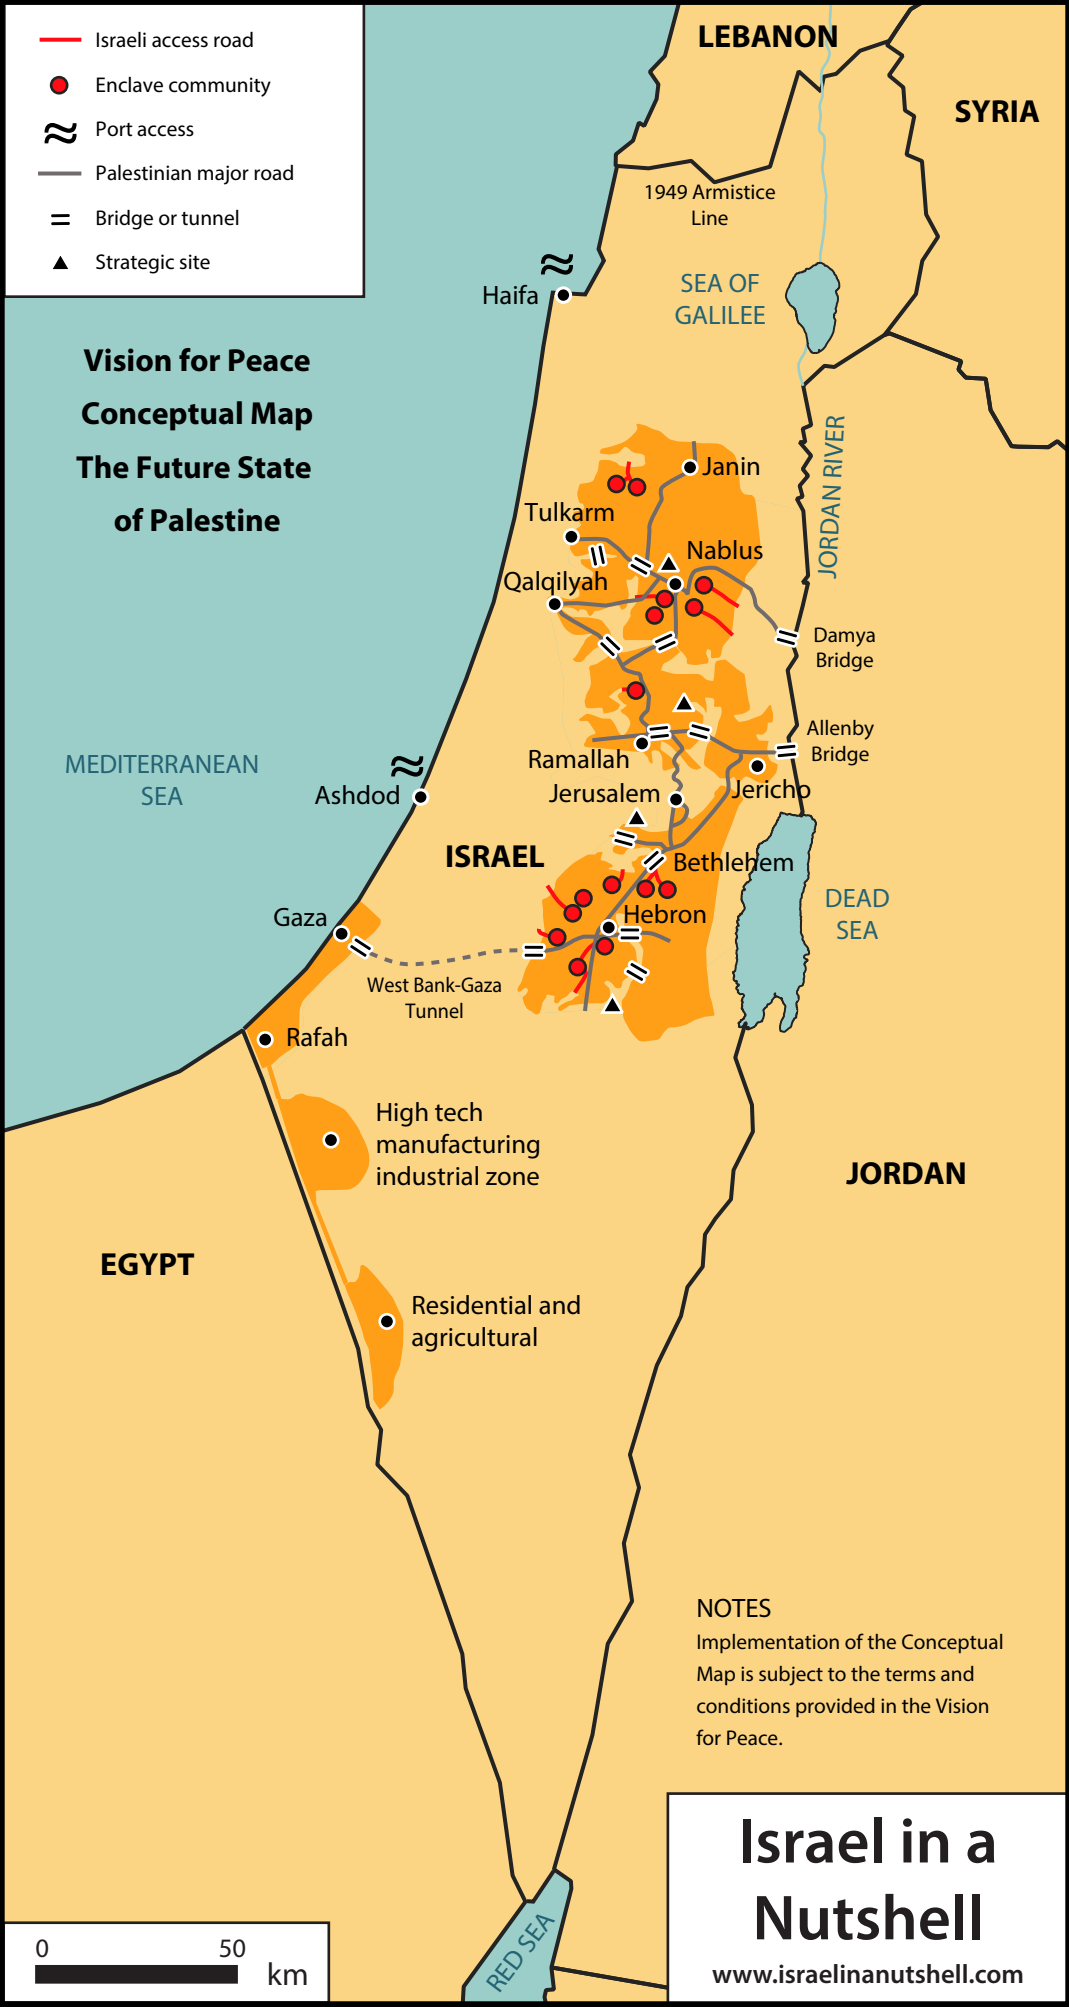 Israeli access road
Enclave community
Port access
Palestinian major road
Bridge or tunnel
Strategic site
Vision for Peace
Conceptual Map
The Future State
of Palestine
LEBANON
SYRIA
1949 Armistice
Line
Haifa
SEA OF
GALILEE
JORDAN RIVER
Janin
Tulkarm
Nablus
Qalqilyah
Damya
Bridge
Allenby
Bridge
Ramallah
Jericho
Jerusalem
MEDITERRANEAN
SEA
Ashdod
ISRAEL
Bethlehem
DEAD
SEA
Hebron
Gaza
West Bank-Gaza
Tunnel
Rafah
High tech
manufacturing
industrial zone
JORDAN
EGYPT
Residential and
agricultural
NOTES
Implementation of the Conceptual
Map is subject to the terms and
conditions provided in the Vision
for Peace.
Israel in a
Nutshell
www.israelinanutshell.com
RED SEA
0 50
km